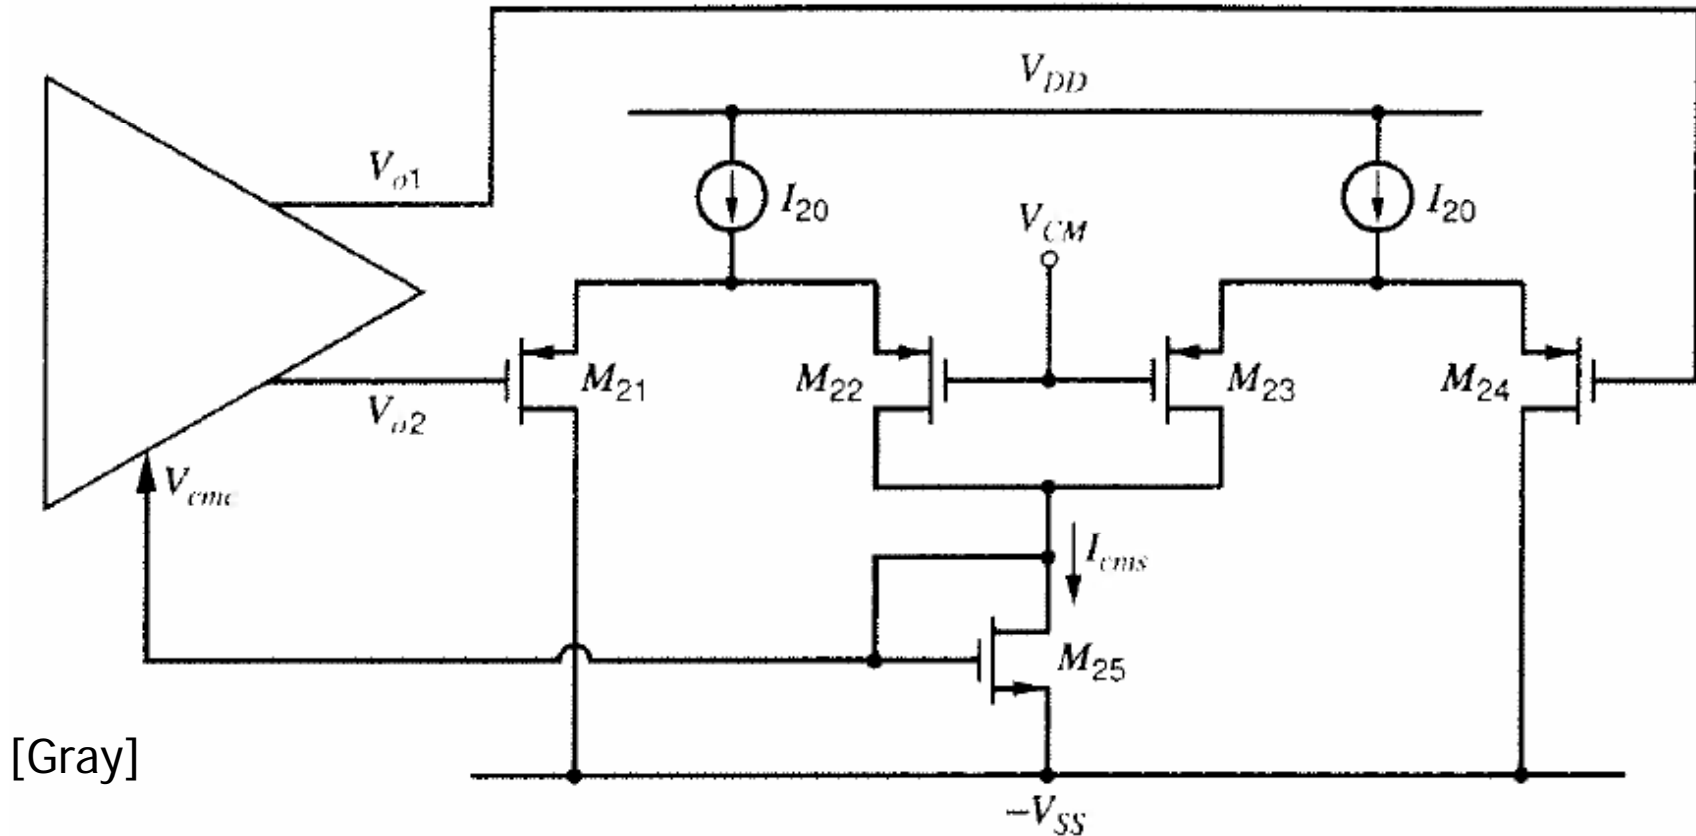 V_DD
V_o1
I_20
V_CM
I_20
M_21
M_22
M_23
M_24
V_o2
V_cmc
I_cms
M_25
[Gray]
−V_SS